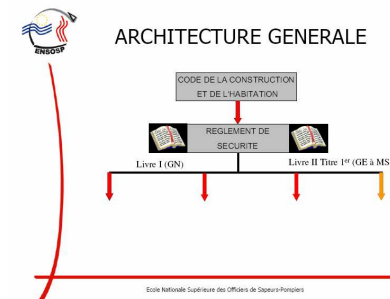 ENSOSP
ARCHITECTURE GENERALE
CODE DE LA CONSTRUCTION
ET DE L'HABITATION
REGLEMENT DE
SECURITE
Livre I (GN)
Livre II Titre 1er (GE à MS
Ecole Nationale Supérieure des Officiers de Sapeurs-Pompiers